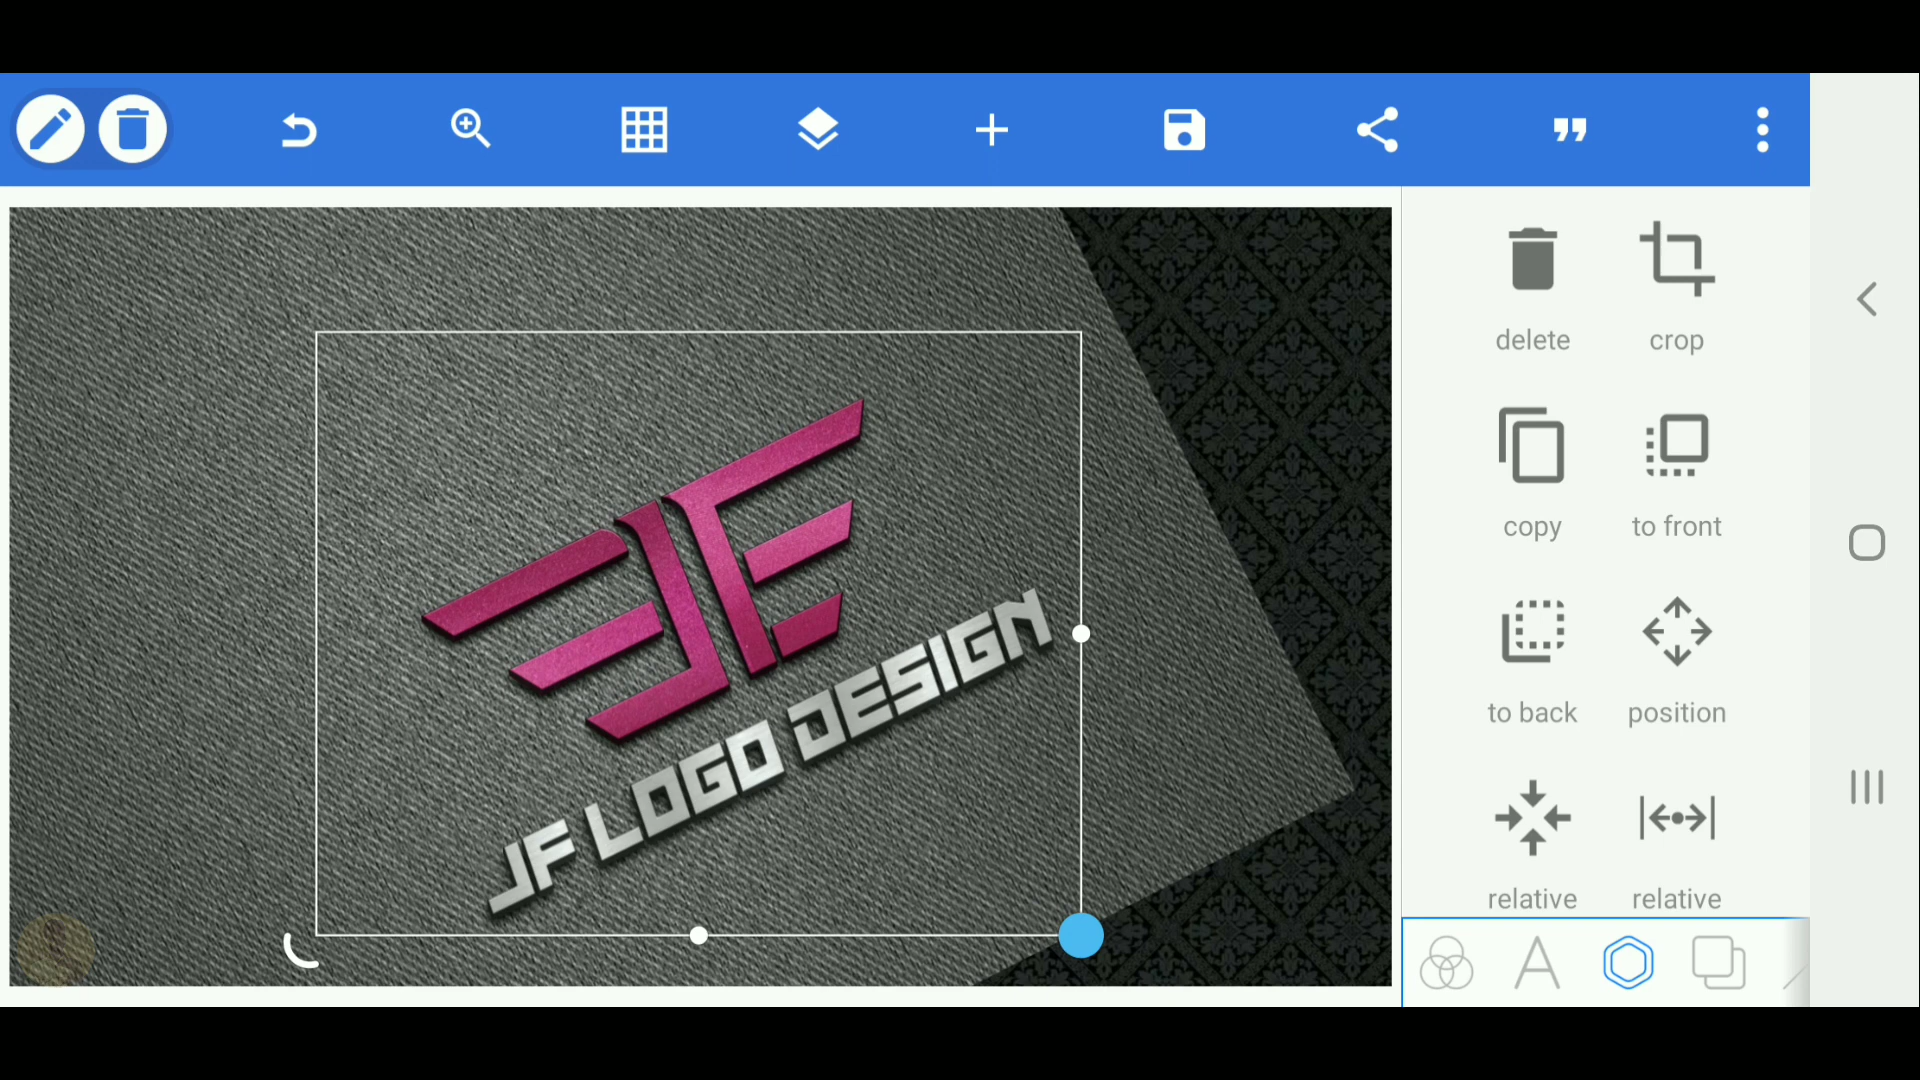 delete
crop
copy
to front
to back
position
relative
relative
JF LOGO DESIGN